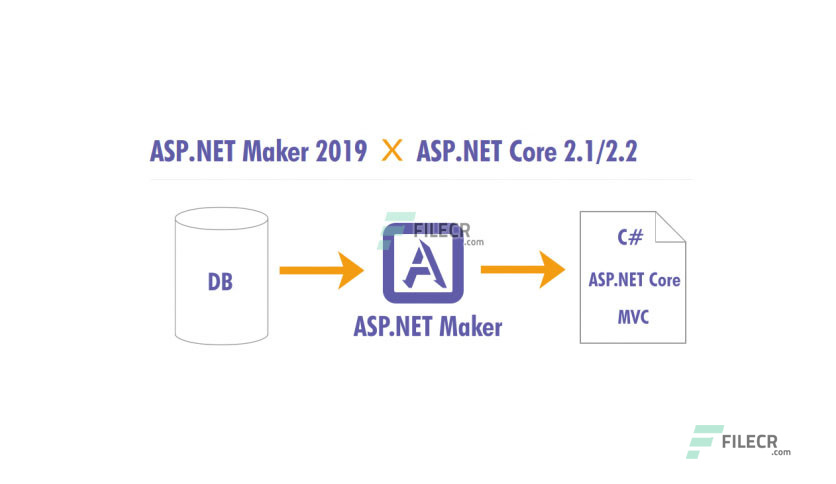 ASP.NET Maker 2019 X ASP.NET Core 2.1/2.2
DB
FILECR
.com
ASP.NET Maker
C#
ASP.NET Core
MVC
FILECR
.com